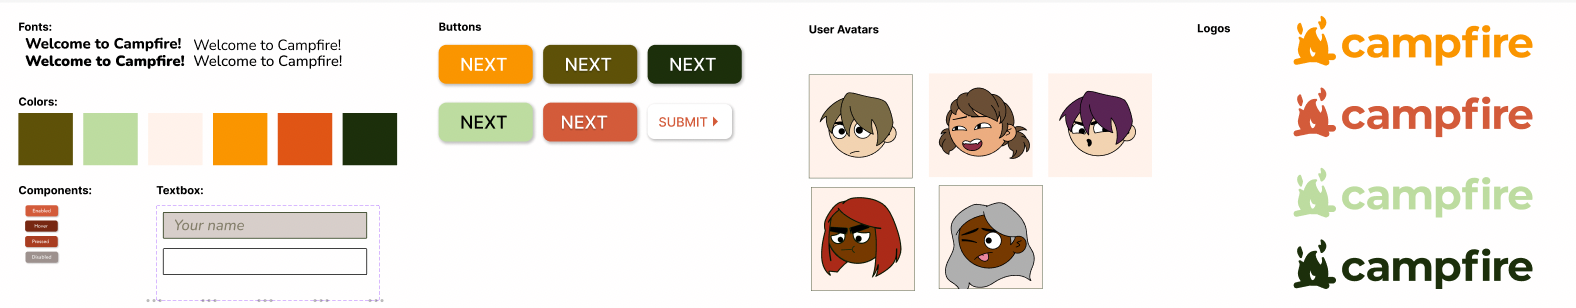 Fonts:
Welcome to Campfire! Welcome to Campfire!
Welcome to Campfire! Welcome to Campfire!
Colors:
Components:
Enabled
Hover
Pressed
Disabled
Textbox:
Your name
Buttons
NEXT NEXT NEXT
NEXT NEXT SUBMIT
User Avatars
Logos
campfire
campfire
campfire
campfire